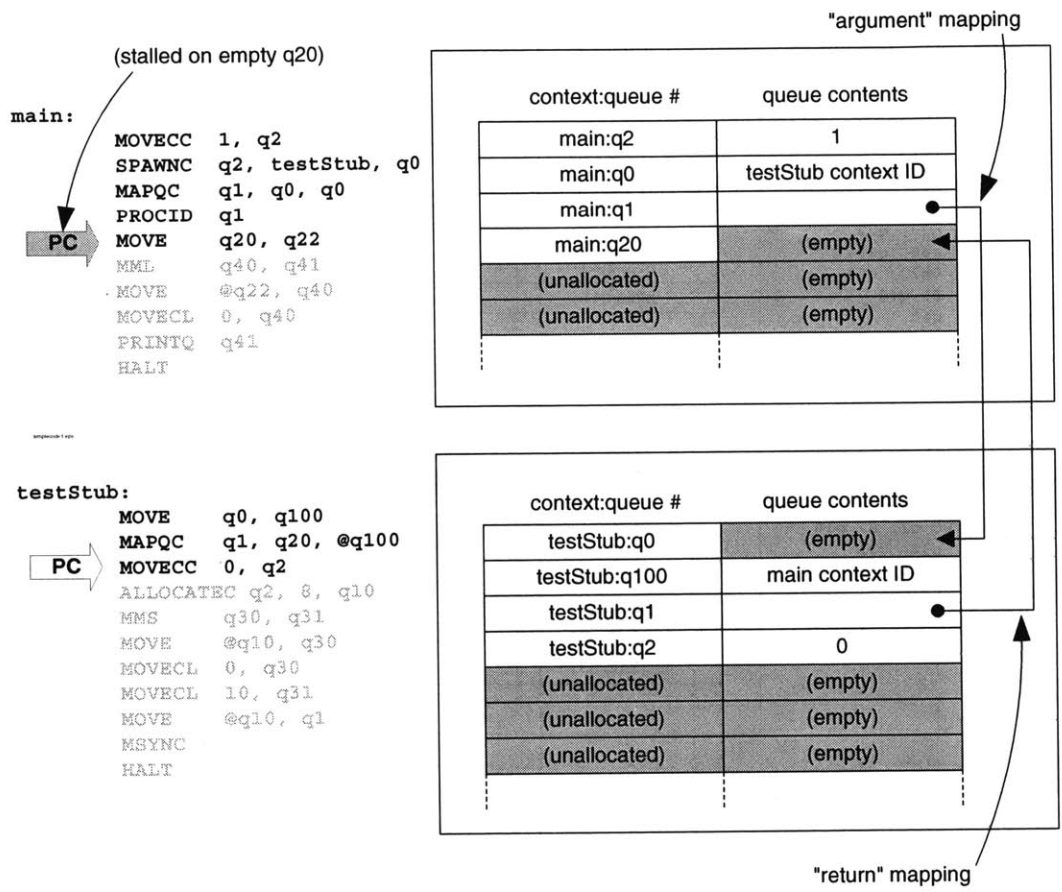 "argument" mapping
(stalled on empty q20)
main:
MOVECC 1, q2
SPAWNC q2, testStub, q0
MAPQC q1, q0, q0
PROCID q1
PC MOVE q20, q22
MML q40, q41
MOVE @q22, q40
MOVECL 0, q40
PRINTQ q41
HALT
context:queue # queue contents
main:q2 1
main:q0 testStub context ID
main:q1
main:q20 (empty)
(unallocated) (empty)
(unallocated) (empty)
testStub:
MOVE q0, q100
MAPQC q1, q20, @q100
PC MOVECC 0, q2
ALLOCATEC q2, 8, q10
MMS q30, q31
MOVE @q10, q30
MOVECL 0, q30
MOVECL 10, q31
MOVE @q10, q1
MSYNC
HALT
context:queue # queue contents
testStub:q0 (empty)
testStub:q100 main context ID
testStub:q1
testStub:q2 0
(unallocated) (empty)
(unallocated) (empty)
(unallocated) (empty)
"return" mapping